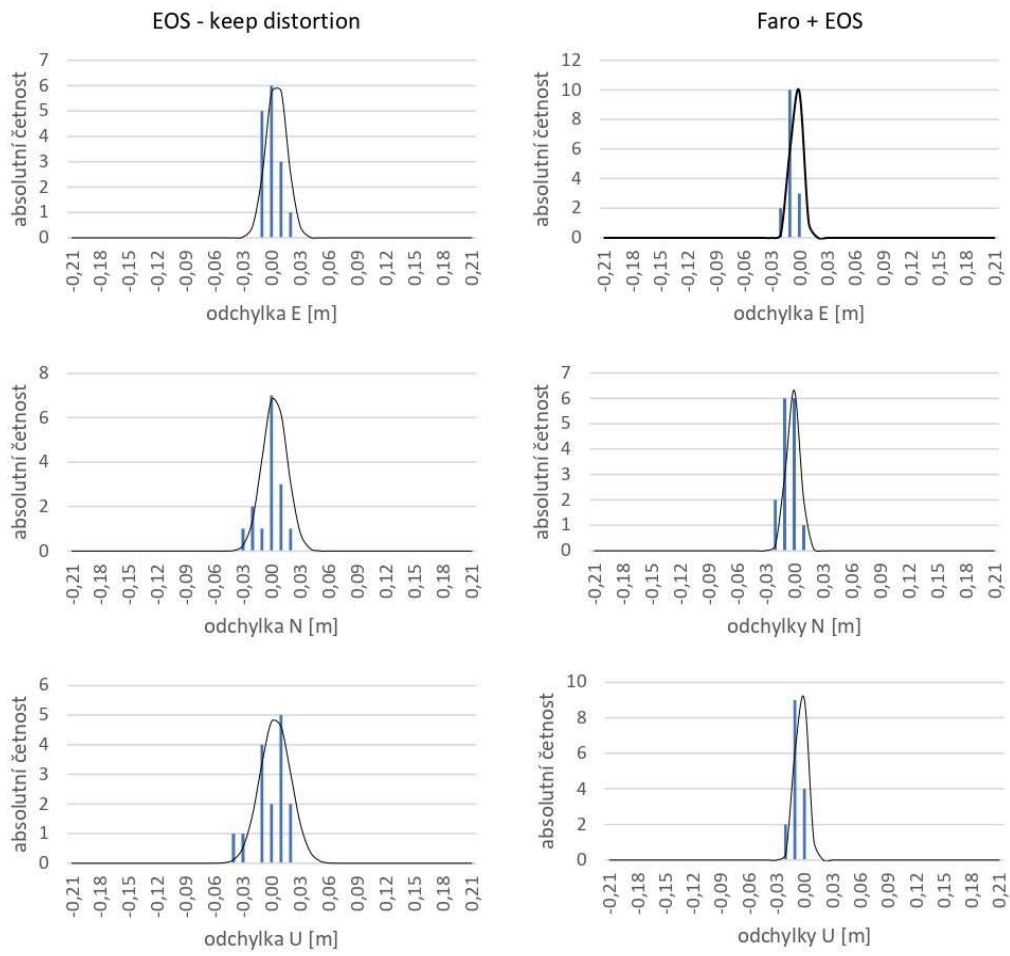 EOS - keep distortion
absolutní četnost
7
6
5
4
3
2
1
0
-0,21 -0,18 -0,15 -0,12 -0,09 -0,06 -0,03 0,00 0,03 0,06 0,09 0,12 0,15 0,18 0,21
odchylka E [m]
Faro + EOS
absolutní četnost
12
10
8
6
4
2
0
-0,21 -0,18 -0,15 -0,12 -0,09 -0,06 -0,03 0,00 0,03 0,06 0,09 0,12 0,15 0,18 0,21
odchylka E [m]
absolutní četnost
8
6
4
2
0
-0,21 -0,18 -0,15 -0,12 -0,09 -0,06 -0,03 0,00 0,03 0,06 0,09 0,12 0,15 0,18 0,21
odchylka N [m]
absolutní četnost
7
6
5
4
3
2
1
0
-0,21 -0,18 -0,15 -0,12 -0,09 -0,06 -0,03 0,00 0,03 0,06 0,09 0,12 0,15 0,18 0,21
odchylky N [m]
absolutní četnost
6
5
4
3
2
1
0
-0,21 -0,18 -0,15 -0,12 -0,09 -0,06 -0,03 0,00 0,03 0,06 0,09 0,12 0,15 0,18 0,21
odchylka U [m]
absolutní četnost
10
8
6
4
2
0
-0,21 -0,18 -0,15 -0,12 -0,09 -0,06 -0,03 0,00 0,03 0,06 0,09 0,12 0,15 0,18 0,21
odchylky U [m]